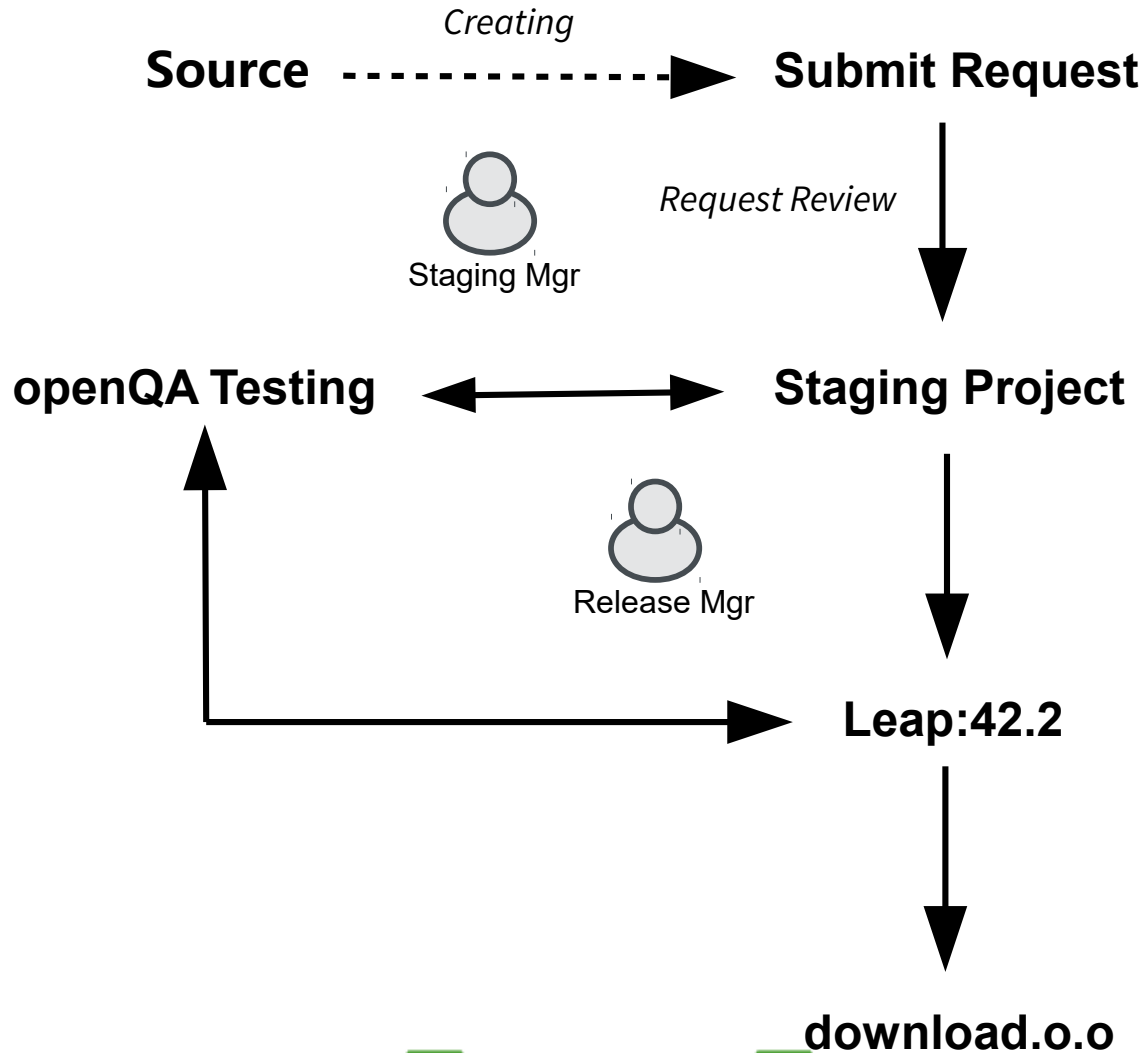 Creating
Source
Submit Request
Request Review
Staging Mgr
openQA Testing
Staging Project
Release Mgr
Leap:42.2
download.o.o